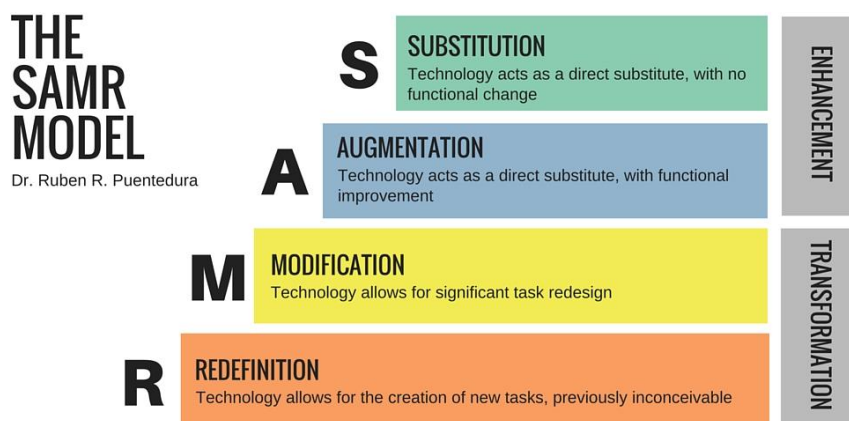 THE
SAMR
MODEL
Dr. Ruben R. Puentedura
S
SUBSTITUTION
Technology acts as a direct substitute, with no
functional change
A
AUGMENTATION
Technology acts as a direct substitute, with functional
improvement
ENHANCEMENT
M
MODIFICATION
Technology allows for significant task redesign
R
REDEFINITION
Technology allows for the creation of new tasks, previously inconceivable
TRANSFORMATION